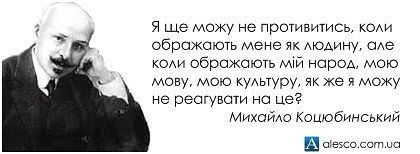 Я ще можу не противитись, коли
ображають мене як людину, але
коли ображають мій народ, мою
мову, мою культуру, як же я можу
не реагувати на це?
Михайло Коцюбинський
A alesco.com.ua